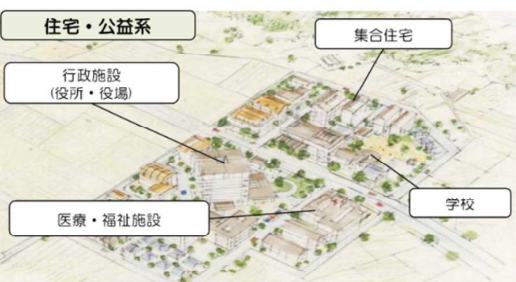 住宅・公益系
集合住宅
行政施設
(役所・役場)
学校
医療・福祉施設